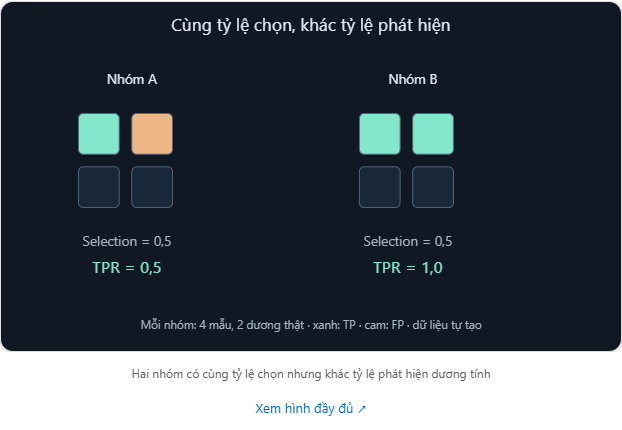 Cùng tỷ lệ chọn, khác tỷ lệ phát hiện
Nhóm A
Nhóm B
Selection = 0,5
Selection = 0,5
TPR = 0,5
TPR = 1,0
Mỗi nhóm: 4 mẫu, 2 dương thật · xanh: TP · cam: FP · dữ liệu tự tạo
Hai nhóm có cùng tỷ lệ chọn nhưng khác tỷ lệ phát hiện dương tính
Xem hình đầy đủ ↗